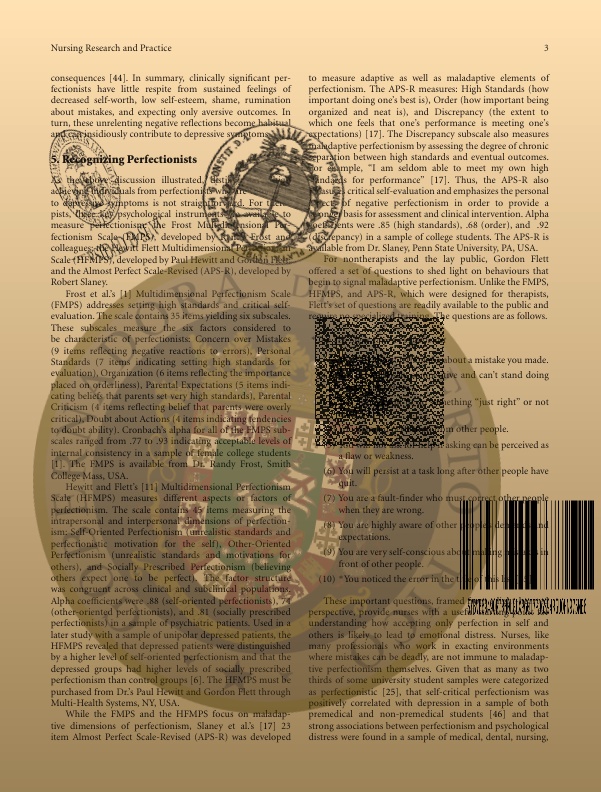 Nursing Research and Practice
3
consequences [44]. In summary, clinically significant per-
fectionists have little respite from sustained feelings of
decreased self-worth, low self-esteem, shame, rumination
about mistakes, and expecting only aversive outcomes. In
turn, these unrelenting negative reactions become habitual
and can insidiously contribute to depressive symptoms.
5. Recognizing Perfectionists
As the above discussion illustrated,
achieving individuals from perfectionists who are
to depressive symptoms is not straightforward. For thera-
pists, three key psychological instruments are available to
measure perfectionism: the Frost Multidimensional Per-
fectionism Scale (FMPS), developed by Randy Frost and
colleagues; the Hewitt Flett Multidimensional Perfectionism
Scale (HFMPS), developed by Paul Hewitt and Gordon Flett;
and the Almost Perfect Scale-Revised (APS-R), developed by
Robert Slaney.
Frost et al.'s [1] Multidimensional Perfectionism Scale
(FMPS) addresses setting high standards and critical self-
evaluation. The scale contains 35 items yielding six subscales.
These subscales measure the six factors considered to
be characteristic of perfectionists: Concern over Mistakes
(9 items reflecting negative reactions to errors), Personal
Standards (7 items indicating setting high standards for
evaluation), Organization (6 items reflecting the importance
placed on orderliness), Parental Expectations (5 items indi-
cating beliefs that parents set very high standards), Parental
Criticism (4 items reflecting belief that parents were overly
critical), Doubt about Actions (4 items indicating tendencies
to doubt ability). Cronbach's alpha for all of the FMPS sub-
scales ranged from .77 to .93 indicating acceptable levels of
internal consistency in a sample of female college students
[1]. The FMPS is available from Dr. Randy Frost, Smith
College Mass, USA.
Hewitt and Flett's [11] Multidimensional Perfectionism
Scale (HFMPS) measures different aspects or factors of
perfectionism. The scale contains 45 items measuring the
intrapersonal and interpersonal dimensions of perfection-
ism: Self-Oriented Perfectionism (unrealistic standards and
perfectionistic motivation for the self), Other-Oriented
Perfectionism (unrealistic standards and motivations for
others), and Socially Prescribed Perfectionism (believing
others expect one to be perfect). The factor structure
was congruent across clinical and subclinical populations.
Alpha coefficients were .88 (self-oriented perfectionists), .74
(other-oriented perfectionists), and .81 (socially prescribed
perfectionists) in a sample of psychiatric patients. Used in a
later study with a sample of unipolar depressed patients, the
HFMPS revealed that depressed patients were distinguished
by a higher level of self-oriented perfectionism and that the
depressed groups had higher levels of socially prescribed
perfectionism than control groups [6]. The HFMPS must be
purchased from Dr.'s Paul Hewitt and Gordon Flett through
Multi-Health Systems, NY, USA.
While the FMPS and the HFMPS focus on maladap-
tive dimensions of perfectionism, Slaney et al.'s [17] 23
item Almost Perfect Scale-Revised (APS-R) was developed
to measure adaptive as well as maladaptive elements of
perfectionism. The APS-R measures: High Standards (how
important doing one's best is), Order (how important being
organized and neat is), and Discrepancy (the extent to
which one feels that one's performance is meeting one's
expectations) [17]. The Discrepancy subscale also measures
maladaptive perfectionism by assessing the degree of chronic
separation between high standards and eventual outcomes.
For example, "I am seldom able to meet my own high
standards for performance" [17]. Thus, the APS-R also
measures critical self-evaluation and emphasizes the personal
of negative perfectionism in order to provide a
stronger basis for assessment and clinical intervention. Alpha
coefficients were .85 (high standards), .68 (order), and .92
(discrepancy) in a sample of college students. The APS-R is
available from Dr. Slaney, Penn State University, PA, USA.
For nontherapists and the lay public, Gordon Flett
offered a set of questions to shed light on behaviours that
begin to signal maladaptive perfectionism. Unlike the FMPS,
HFMPS, and APS-R, which were designed for therapists,
Flett's set of questions are readily available to the public and
require no specialized training. The questions are as follows.
about a mistake you made.
and can't stand doing
something "just right" or not
other people.
asking can be perceived as
a flaw or weakness.
(6) You will persist at a task long after other people have
quit.
(7) You are a fault-finder who must correct other people
when they are wrong.
(8) You are highly aware of other people's demands and
expectations.
(9) You are very self-conscious about making mistakes in
front of other people.
(10) "You noticed the error in the title of this list"
These important questions, framed
perspective, provide nurses with a useful
understanding how accepting only perfection in self and
others is likely to lead to emotional distress. Nurses, like
many professionals who work in exacting environments
where mistakes can be deadly, are not immune to maladap-
tive perfectionism themselves. Given that as many as two
thirds of some university student samples were categorized
as perfectionistic [25], that self-critical perfectionism was
positively correlated with depression in a sample of both
premedical and non-premedical students [46] and that
strong associations between perfectionism and psychological
distress were found in a sample of medical, dental, nursing,